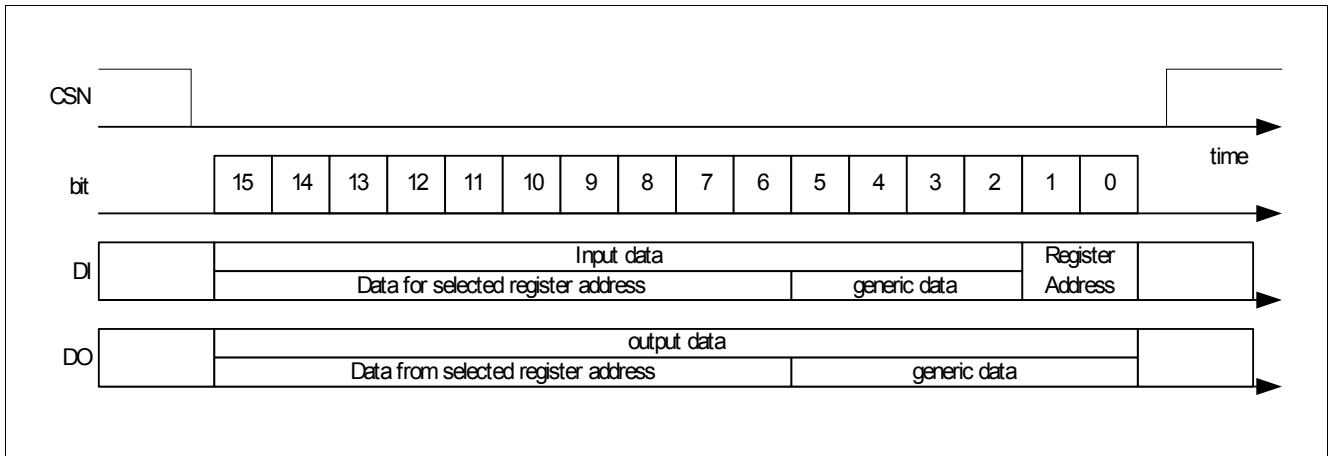 CSN
time
bit 15 14 13 12 11 10 9 8 7 6 5 4 3 2 1 0
DI Input data Register
Data for selected register address generic data Address
DO output data
Data from selected register address generic data